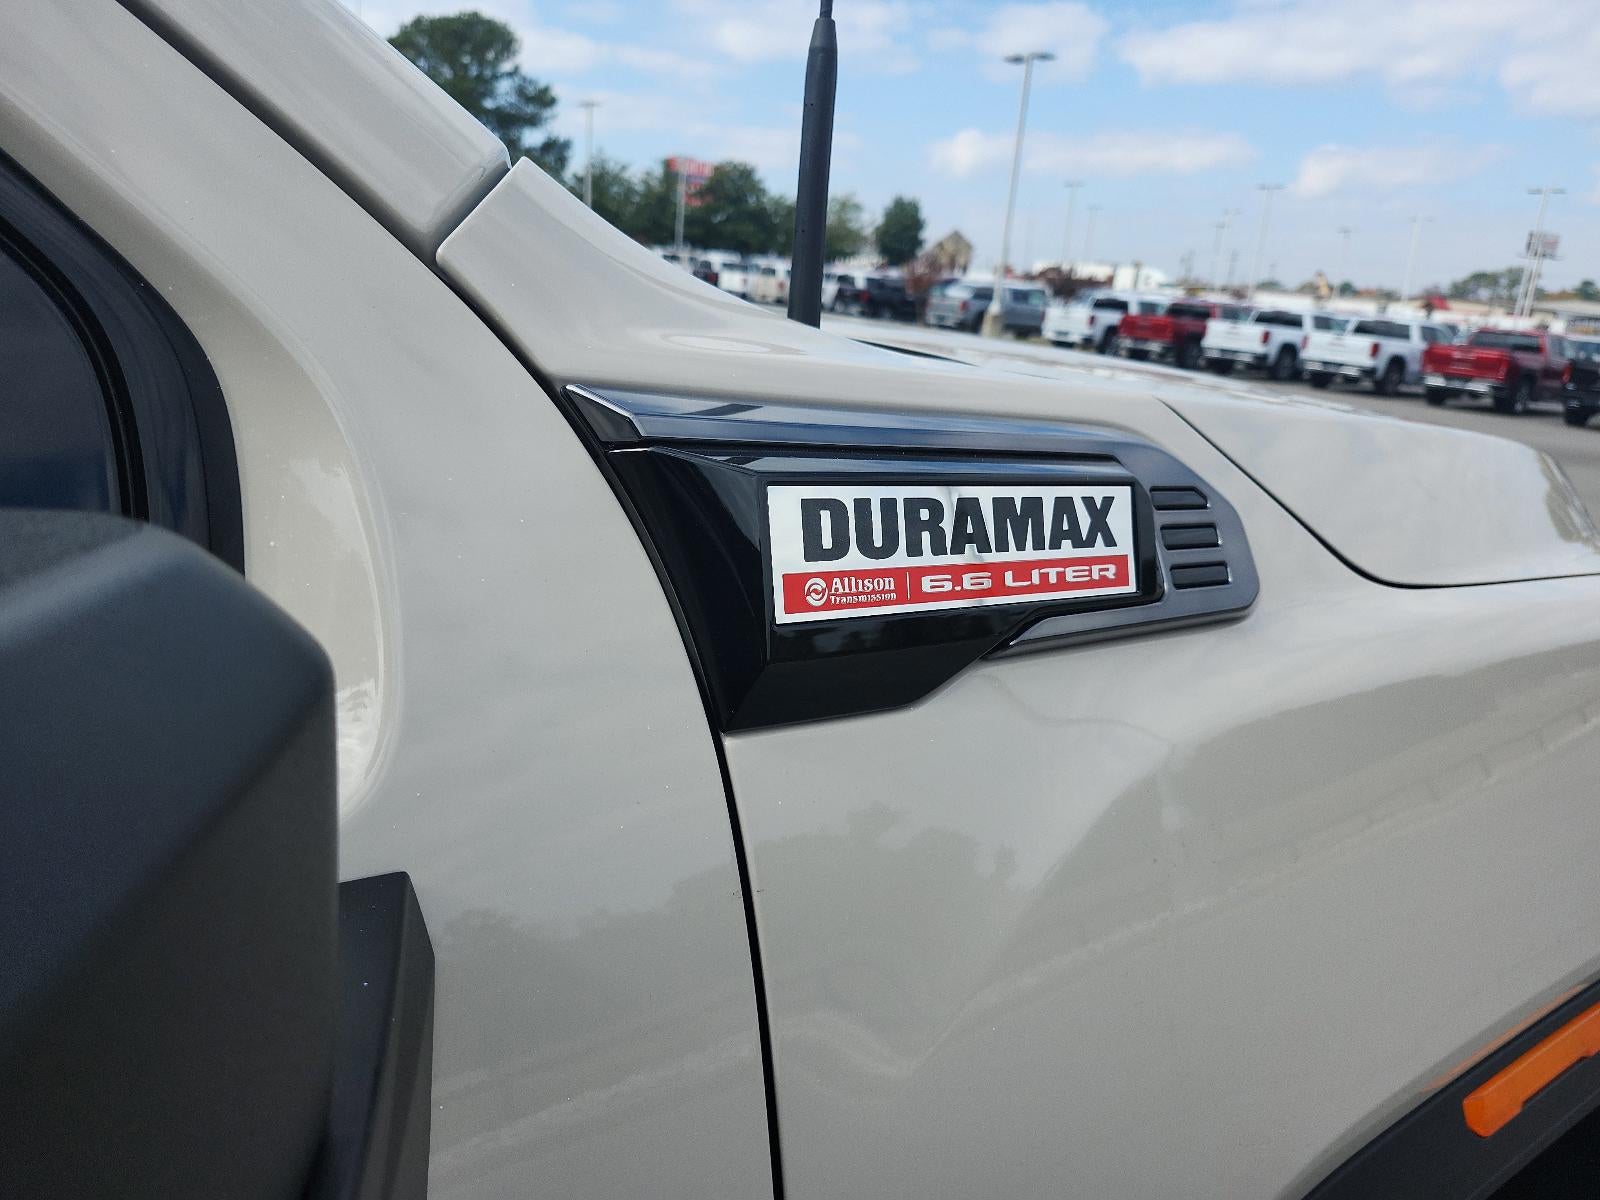 DURAMAX
Allison 6.6 LITER
Transmission